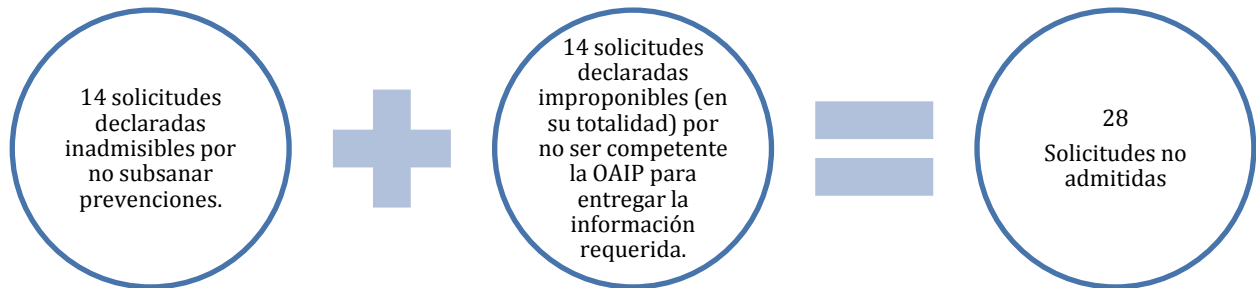 14 solicitudes
declaradas
inadmisibles por
no subsanar
prevenciones.
14 solicitudes
declaradas
improponibles (en
su totalidad) por
no ser competente
la OAIP para
entregar la
información
requerida.
28
Solicitudes no
admitidas